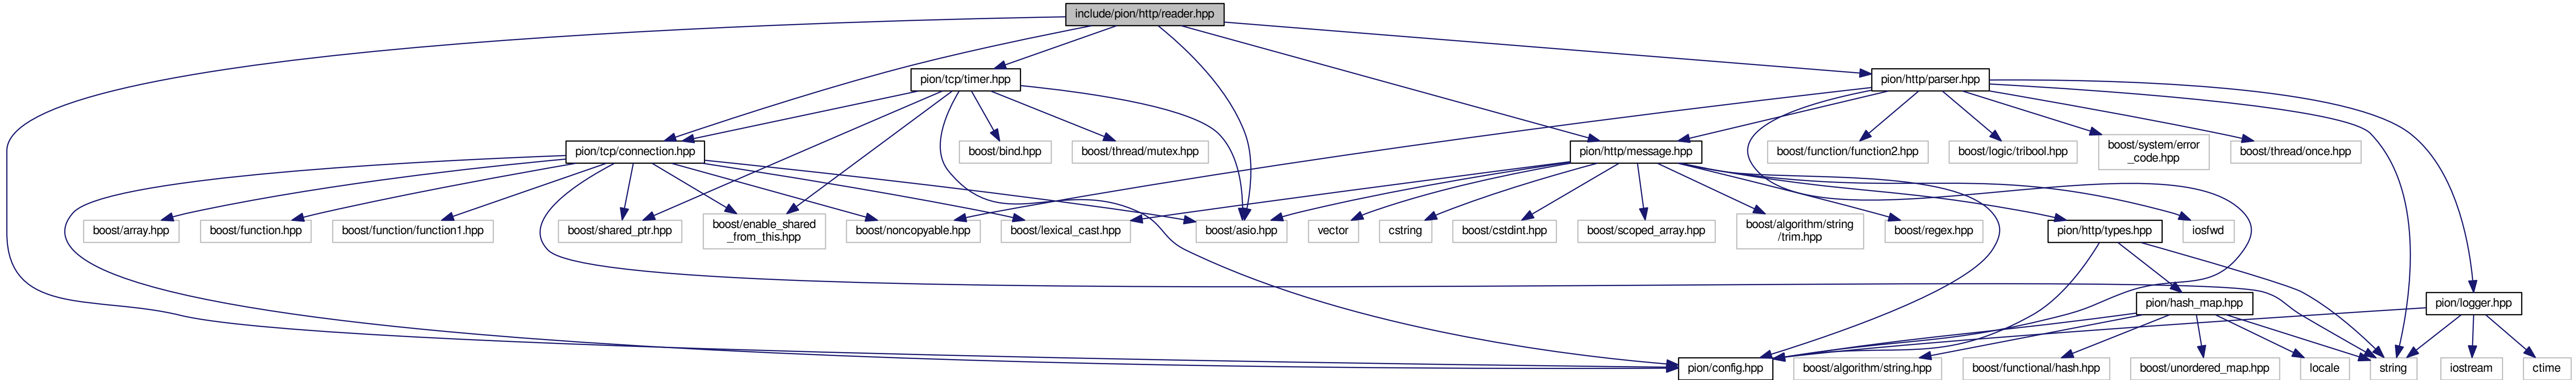 include/pion/http/reader.hpp
pion/tcp/timer.hpp
pion/http/parser.hpp
pion/tcp/connection.hpp
boost/bind.hpp
boost/thread/mutex.hpp
pion/http/message.hpp
boost/function/function2.hpp
boost/logic/tribool.hpp
boost/system/error
_code.hpp
boost/thread/once.hpp
boost/array.hpp
boost/function.hpp
boost/function/function1.hpp
boost/shared_ptr.hpp
boost/enable_shared
_from_this.hpp
boost/noncopyable.hpp
boost/lexical_cast.hpp
boost/asio.hpp
vector
cstring
boost/cstdint.hpp
boost/scoped_array.hpp
boost/algorithm/string
/trim.hpp
boost/regex.hpp
pion/http/types.hpp
iosfwd
pion/hash_map.hpp
pion/logger.hpp
pion/config.hpp
boost/algorithm/string.hpp
boost/functional/hash.hpp
boost/unordered_map.hpp
locale
string
iostream
ctime